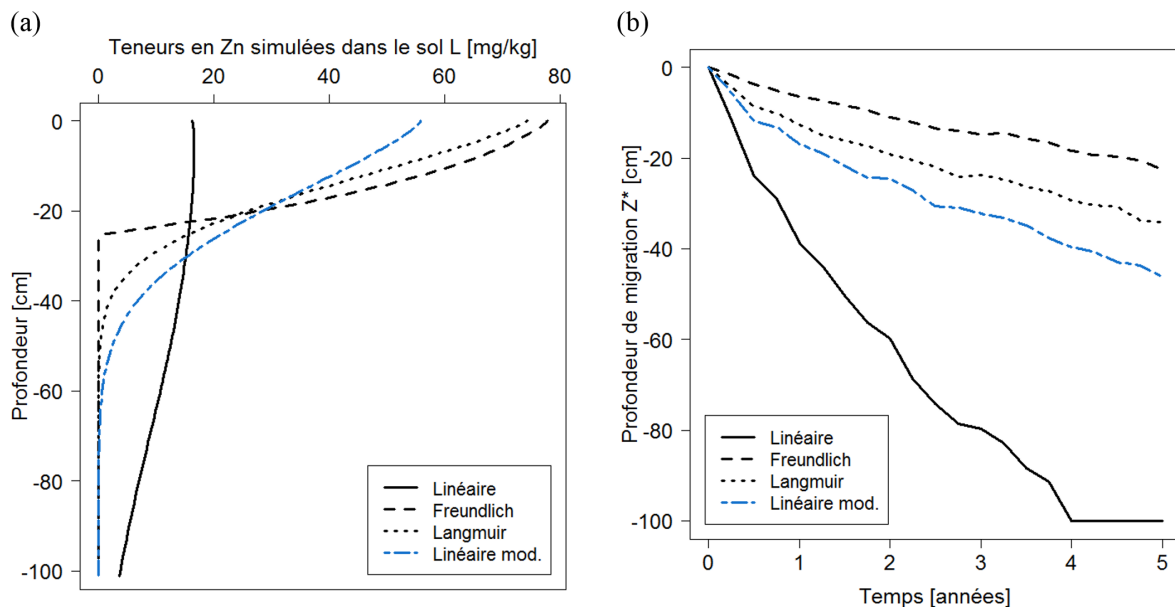 (a)
Teneurs en Zn simulées dans le sol L [mg/kg]
0 20 40 60 80
Profondeur [cm]
0
-20
-40
-60
-80
-100
Linéaire
Freundlich
Langmuir
Linéaire mod.
(b)
Profondeur de migration Z* [cm]
0
-20
-40
-60
-80
-100
Linéaire
Freundlich
Langmuir
Linéaire mod.
0 1 2 3 4 5
Temps [années]